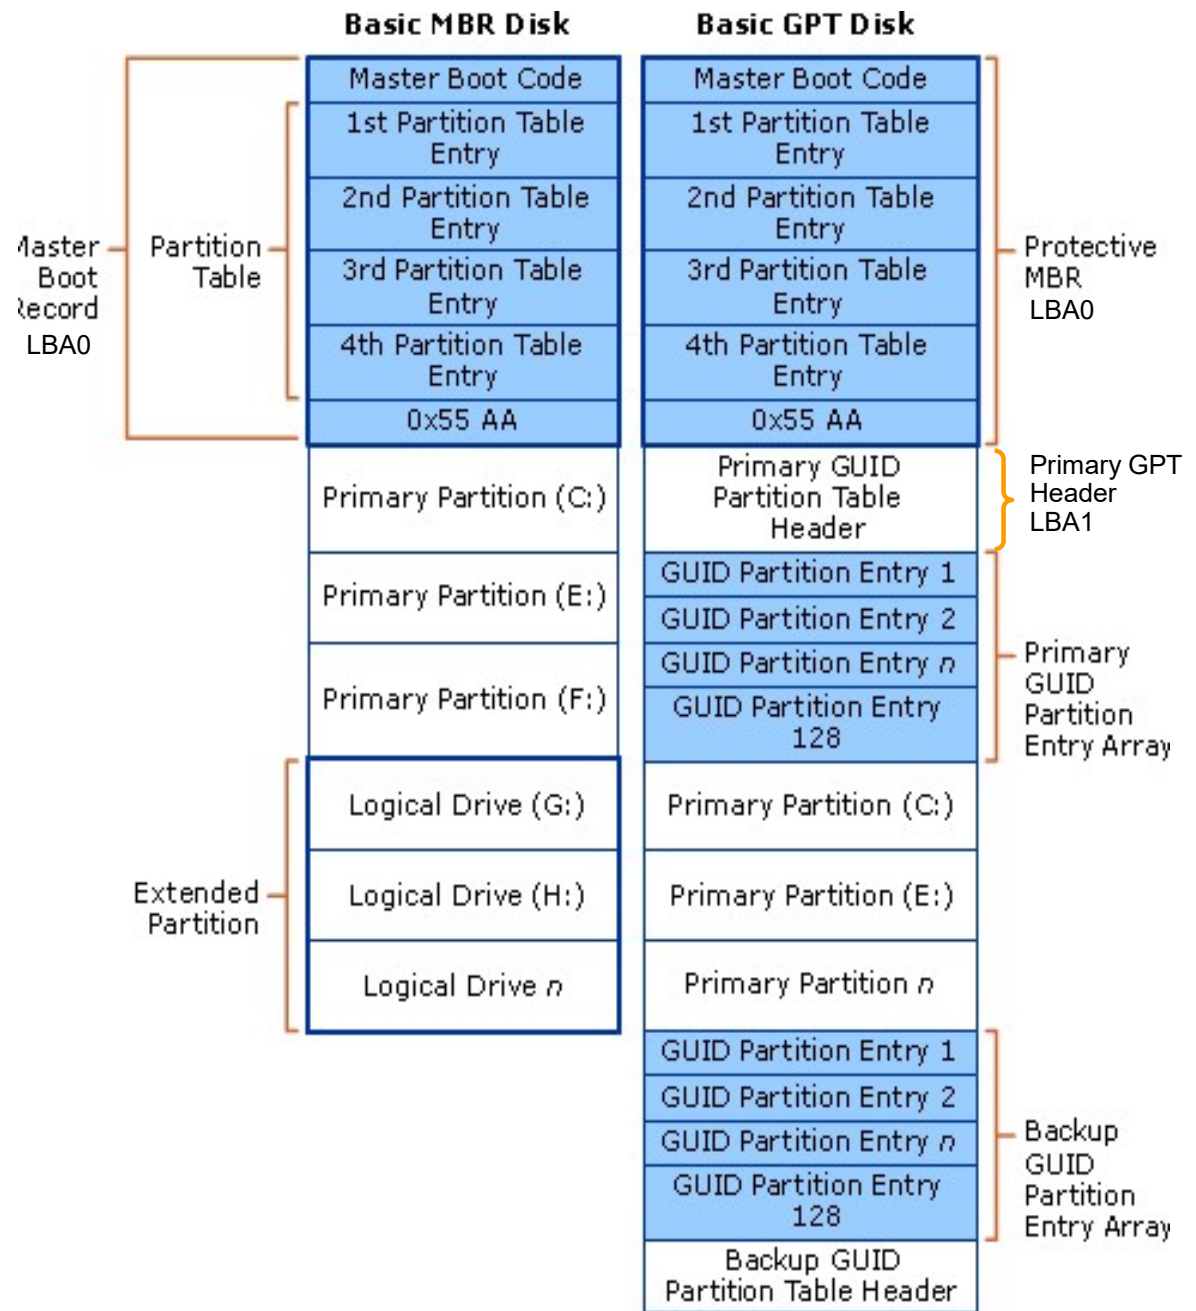 Basic MBR Disk
Basic GPT Disk
Master
Boot
Record
LBA0
Partition
Table
Master Boot Code
1st Partition Table
Entry
2nd Partition Table
Entry
3rd Partition Table
Entry
4th Partition Table
Entry
0x55 AA
Primary Partition (C:)
Primary Partition (E:)
Primary Partition (F:)
Extended
Partition
Logical Drive (G:)
Logical Drive (H:)
Logical Drive n
Master Boot Code
1st Partition Table
Entry
2nd Partition Table
Entry
3rd Partition Table
Entry
4th Partition Table
Entry
0x55 AA
Protective
MBR
LBA0
Primary GUID
Partition Table
Header
Primary GPT
Header
LBA1
GUID Partition Entry 1
GUID Partition Entry 2
GUID Partition Entry n
GUID Partition Entry
128
Primary
GUID
Partition
Entry Array
Primary Partition (C:)
Primary Partition (E:)
Primary Partition n
GUID Partition Entry 1
GUID Partition Entry 2
GUID Partition Entry n
GUID Partition Entry
128
Backup
GUID
Partition
Entry Array
Backup GUID
Partition Table Header